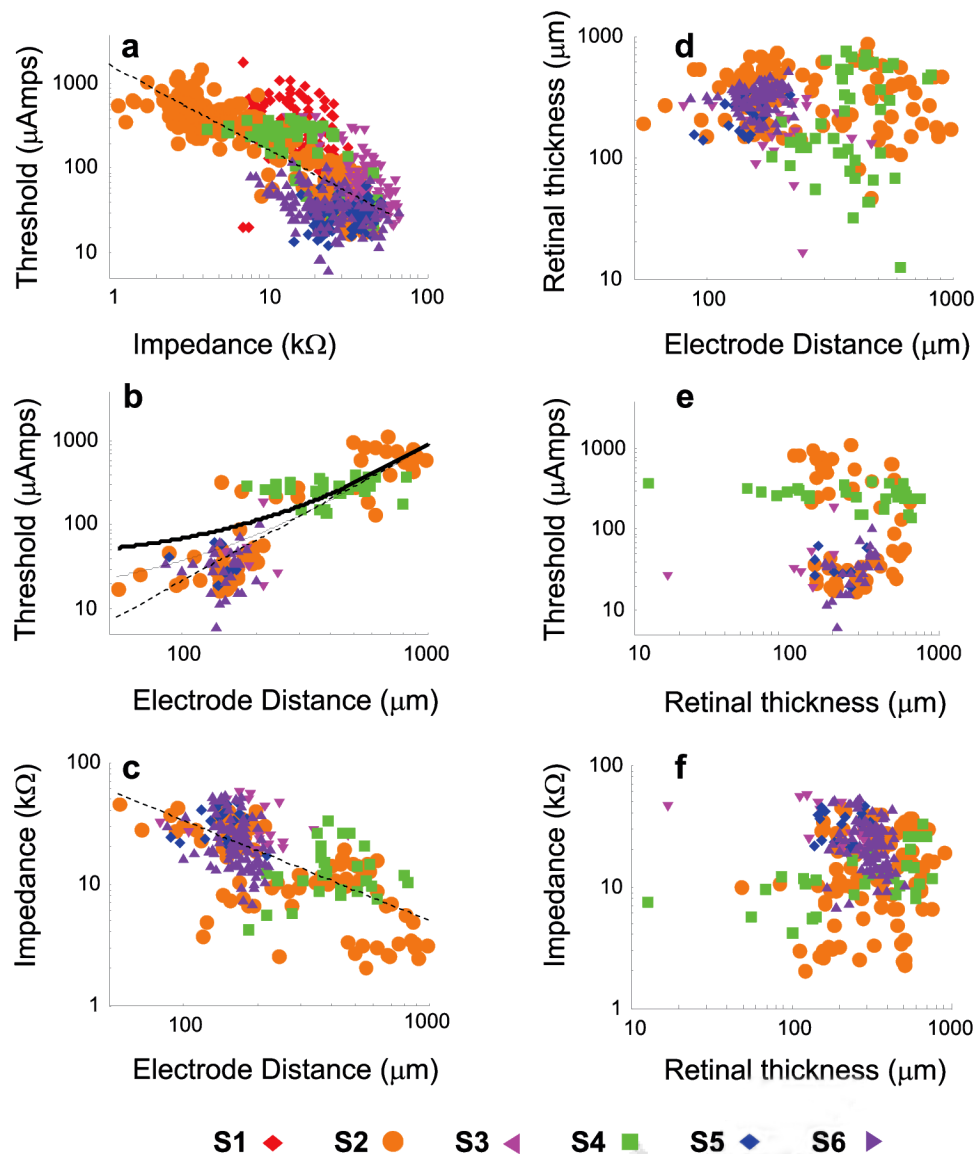 a
Threshold (μAmps)
1000
100
10
1
10
100
Impedance (kΩ)
d
Retinal thickness (μm)
1000
100
10
100
1000
Electrode Distance (μm)
b
Threshold (μAmps)
1000
100
10
100
1000
Electrode Distance (μm)
e
Threshold (μAmps)
1000
100
10
10
100
1000
Retinal thickness (μm)
c
Impedance (kΩ)
100
10
1
100
1000
Electrode Distance (μm)
f
Impedance (kΩ)
100
10
1
10
100
1000
Retinal thickness (μm)
S1 S2 S3 S4 S5 S6